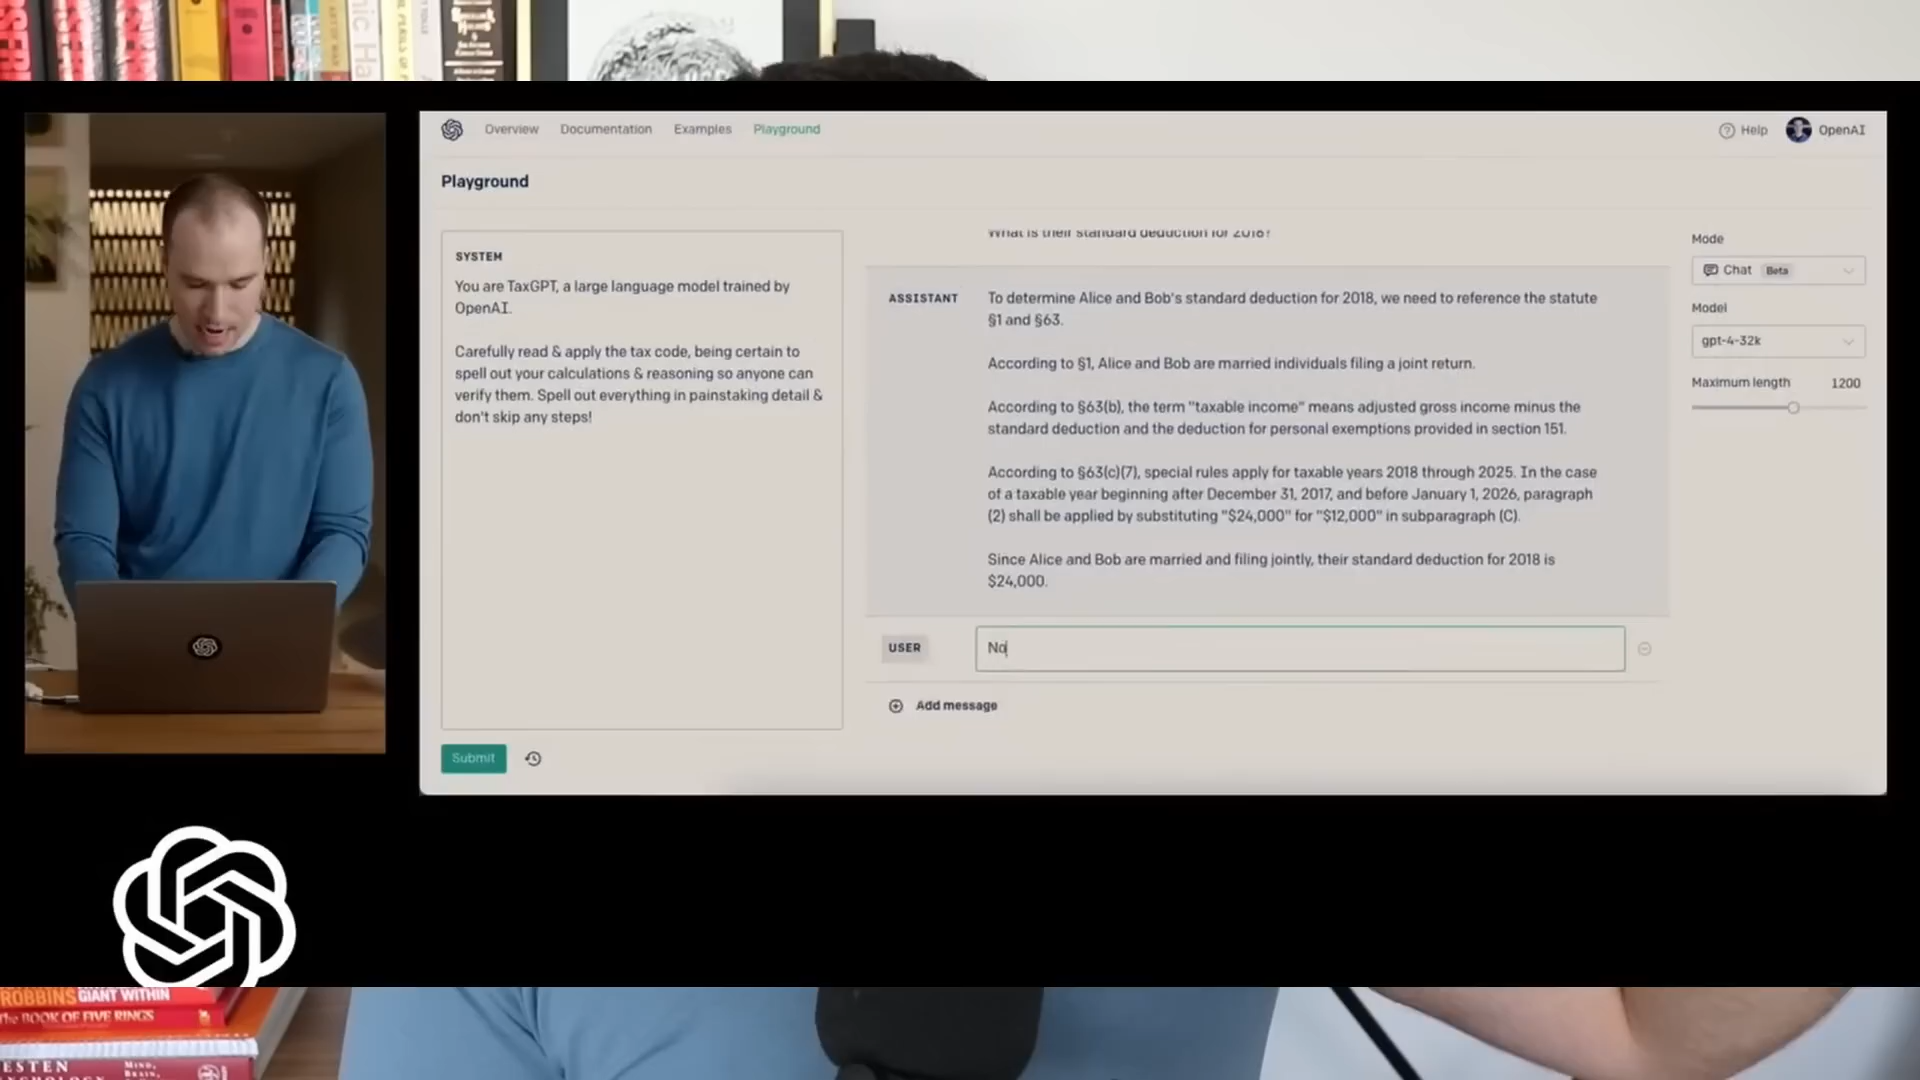 Overview
Documentation
Examples
Playground
Help
OpenAI
Playground
SYSTEM
You are TaxGPT, a large language model trained by
OpenAI.
Carefully read & apply the tax code, being certain to
spell out your calculations & reasoning so anyone can
verify them. Spell out everything in painstaking detail &
don't skip any steps!
What is their standard deduction for 2018?
ASSISTANT
To determine Alice and Bob's standard deduction for 2018, we need to reference the statute
§1 and §63.
According to §1, Alice and Bob are married individuals filing a joint return.
According to §63(b), the term "taxable income" means adjusted gross income minus the
standard deduction and the deduction for personal exemptions provided in section 151.
According to §63(c)(7), special rules apply for taxable years 2018 through 2025. In the case
of a taxable year beginning after December 31, 2017, and before January 1, 2026, paragraph
(2) shall be applied by substituting "$24,000" for "$12,000" in subparagraph (C).
Since Alice and Bob are married and filing jointly, their standard deduction for 2018 is
$24,000.
USER
No
Add message
Submit
Mode
Chat Beta
Model
gpt-4-32k
Maximum length 1200
ROBBINS GIANT WITHIN
The BOOK OF FIVE RINGS